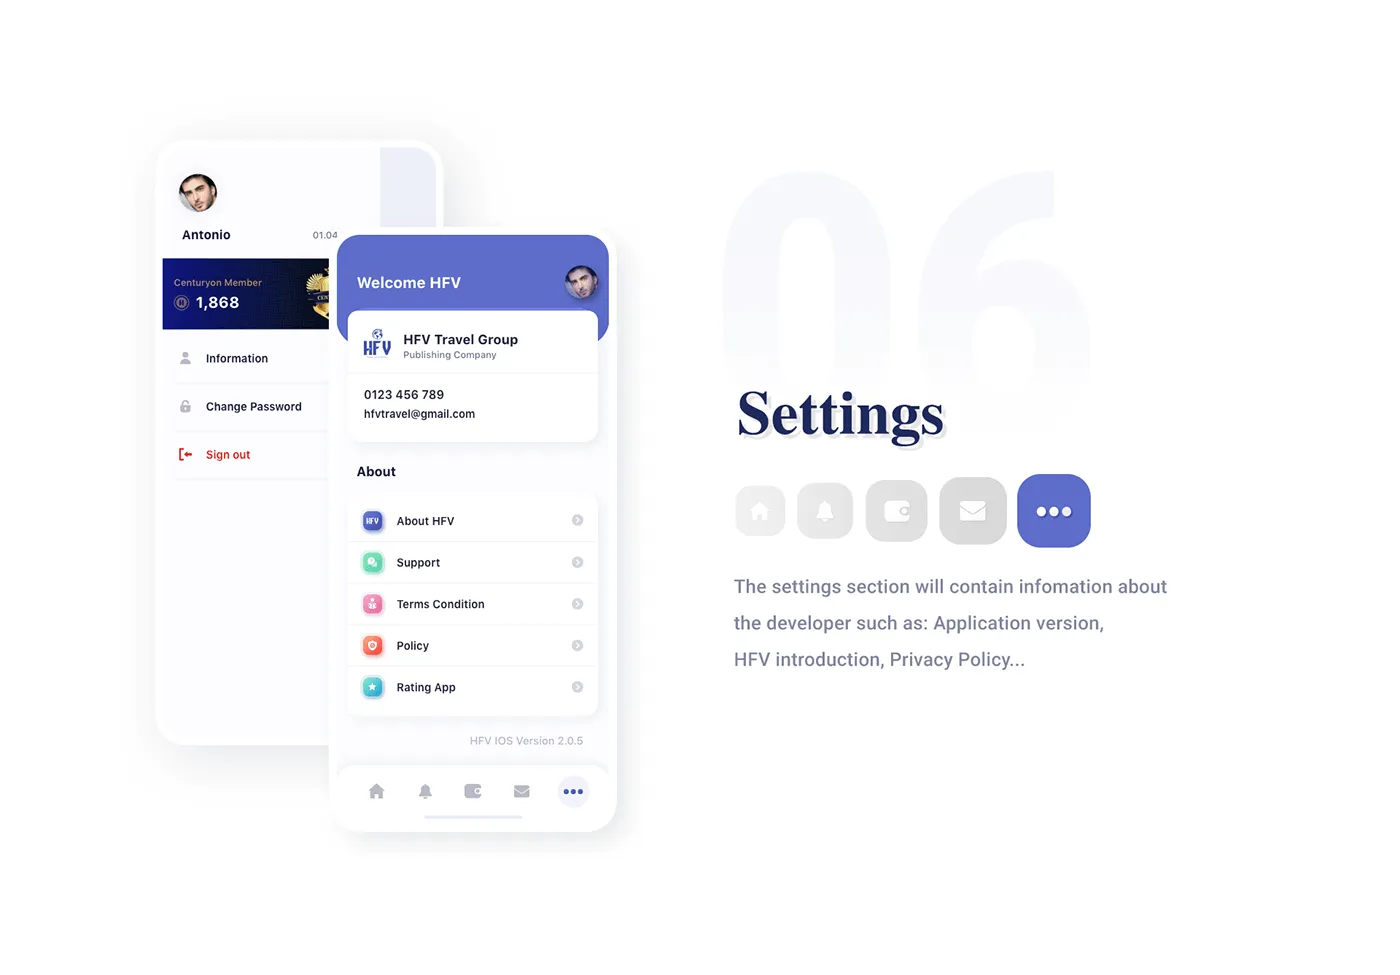 Antonio
01.04
Centuryon Member
1,868
Information
Change Password
Sign out
Welcome HFV
HFV
HFV Travel Group
Publishing Company
0123 456 789
hfvtravel@gmail.com
About
HFV
About HFV
Support
Terms Condition
Policy
Rating App
HFV IOS Version 2.0.5
06
Settings
The settings section will contain infomation about
the developer such as: Application version,
HFV introduction, Privacy Policy...